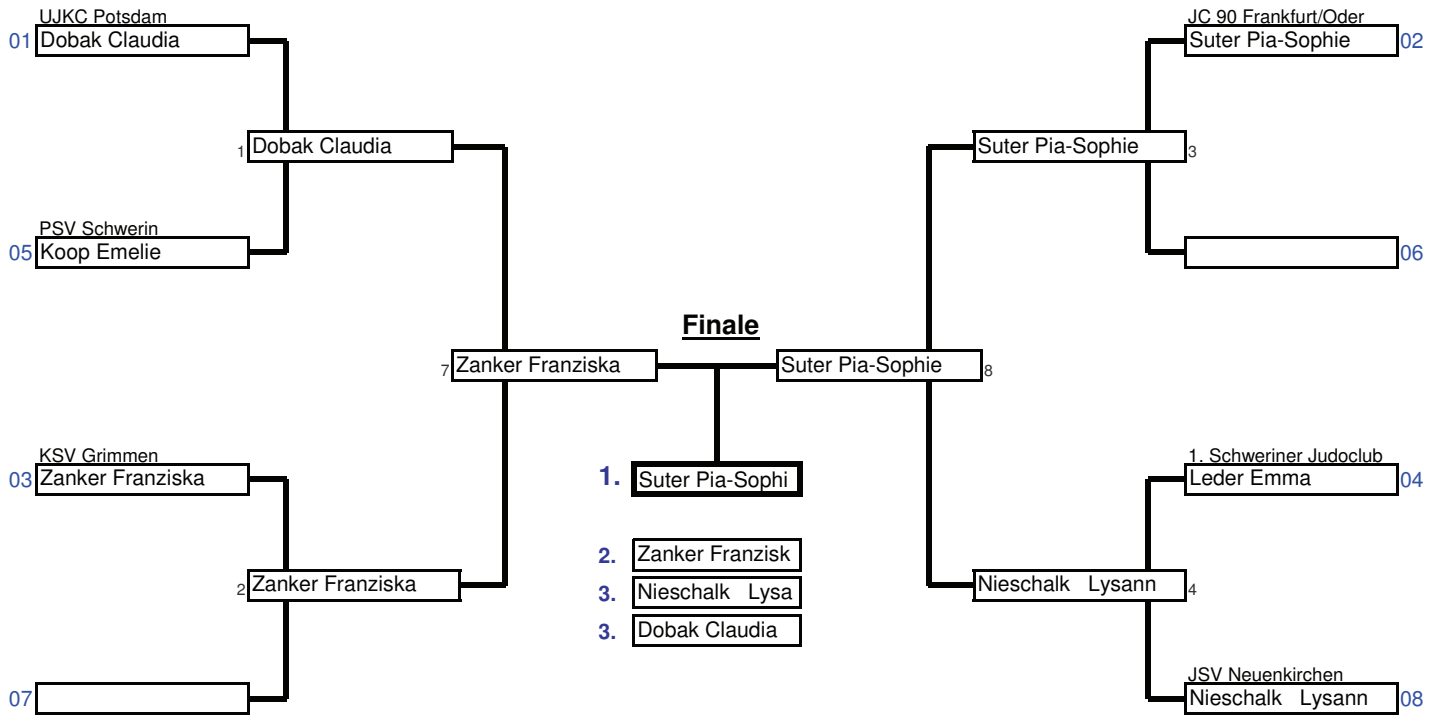 UJKC Potsdam
01 Dobak Claudia
JC 90 Frankfurt/Oder
Suter Pia-Sophie 02
1 Dobak Claudia
Suter Pia-Sophie 3
PSV Schwerin
05 Koop Emelie
06
Finale
7 Zanker Franziska
Suter Pia-Sophie 8
KSV Grimmen
03 Zanker Franziska
1. Suter Pia-Sophi
1. Schweriner Judoclub
Leder Emma 04
2. Zanker Franzisk
3. Nieschalk Lysa
3. Dobak Claudia
2 Zanker Franziska
Nieschalk Lysann 4
07
JSV Neuenkirchen
Nieschalk Lysann 08